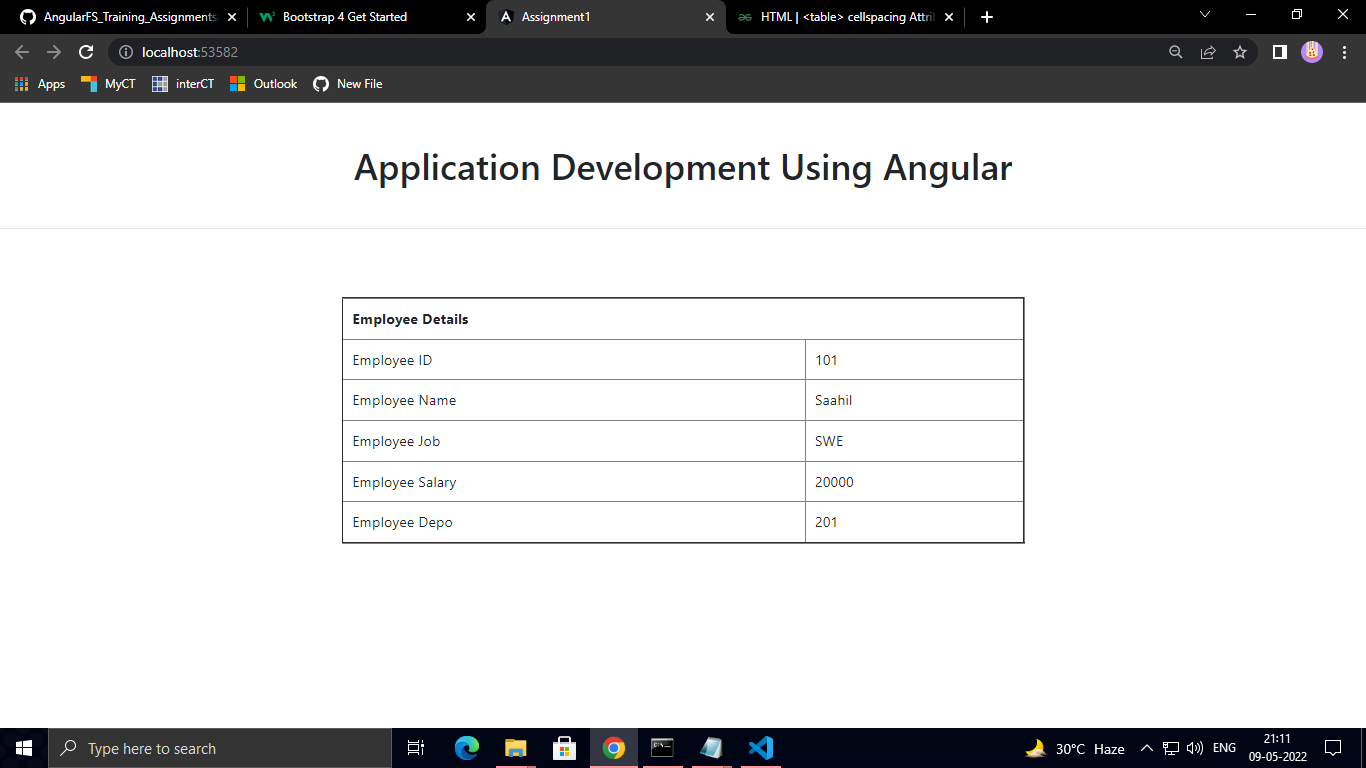 AngularFS_Training_Assignments
Bootstrap 4 Get Started
Assignment1
HTML | <table> cellspacing Attri
localhost:53582
Apps
MyCT
interCT
Outlook
New File
Application Development Using Angular
Employee Details
Employee ID 101
Employee Name Saahil
Employee Job SWE
Employee Salary 20000
Employee Depo 201
Type here to search
30°C Haze
ENG
21:11
09-05-2022